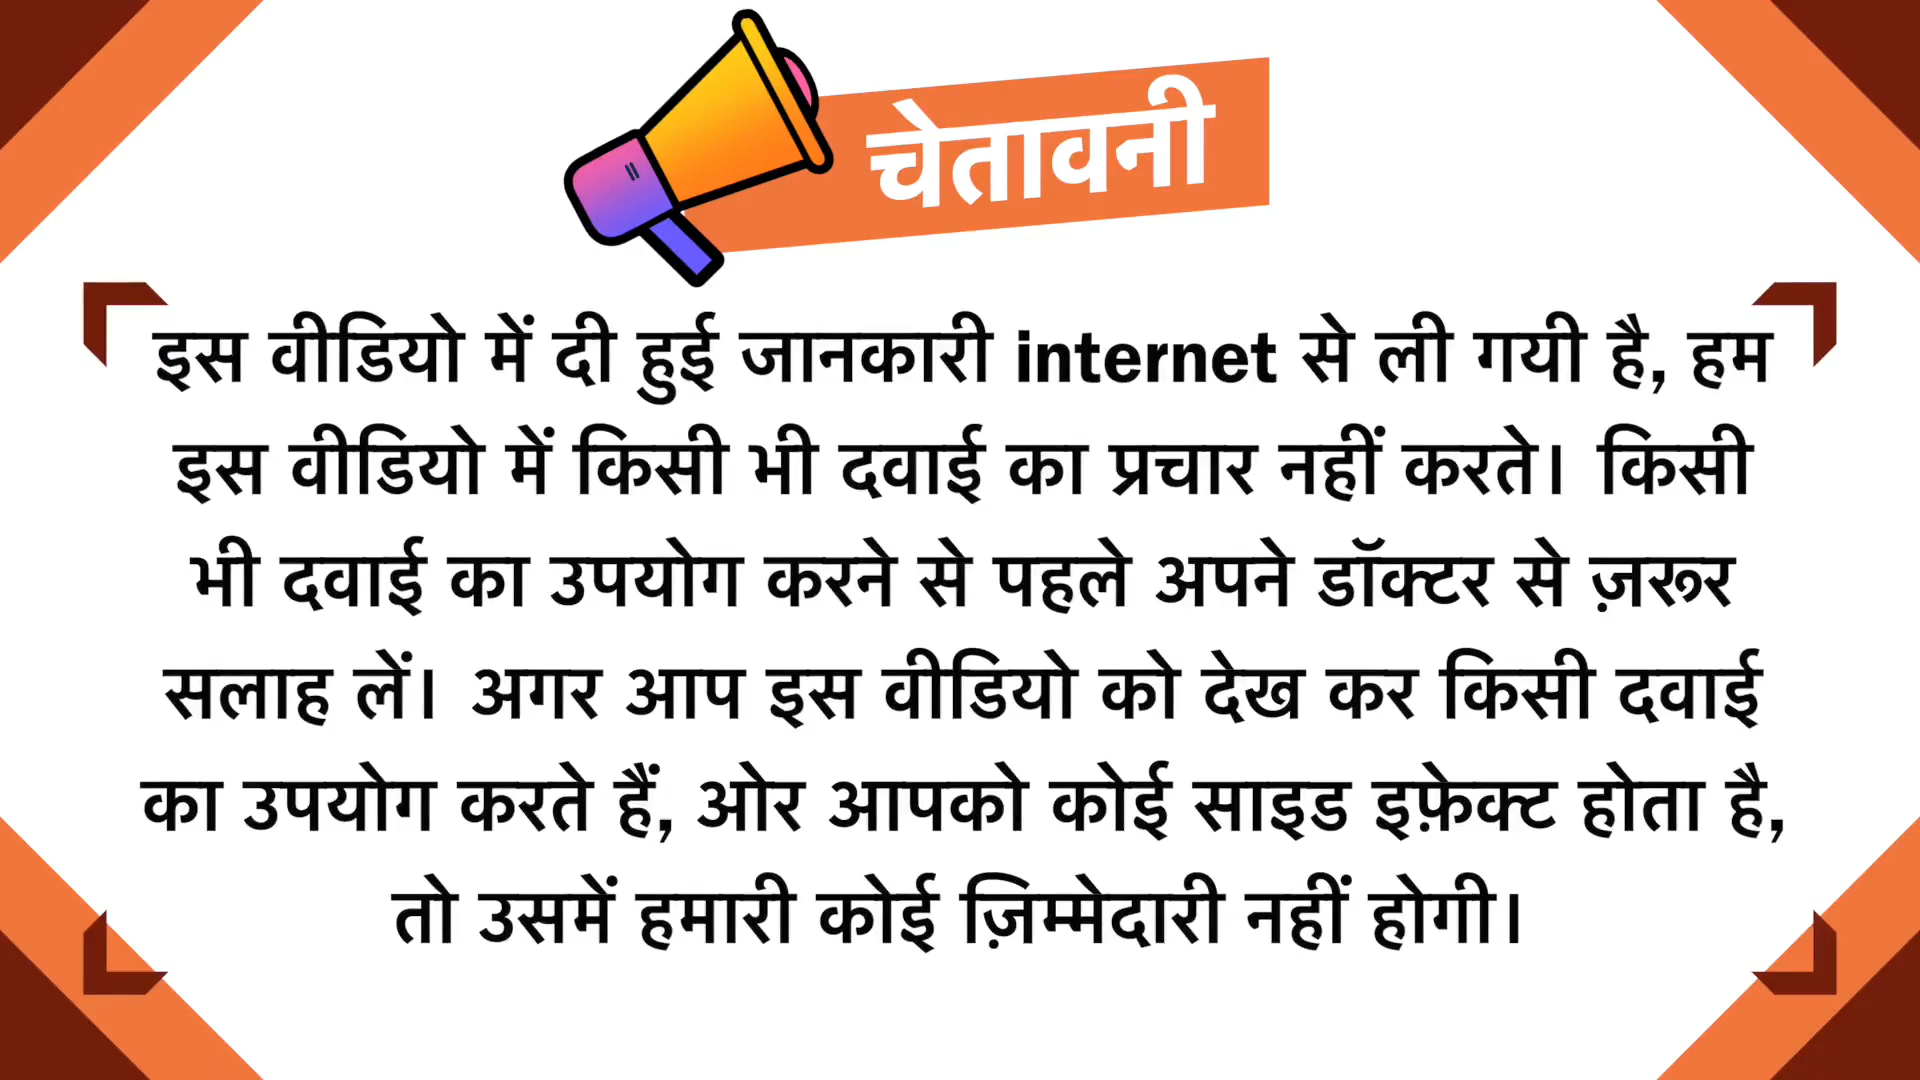 चेतावनी
इस वीडियो में दी हुई जानकारी internet से ली गयी है, हम
इस वीडियो में किसी भी दवाई का प्रचार नहीं करते। किसी
भी दवाई का उपयोग करने से पहले अपने डॉक्टर से ज़रूर
सलाह लें। अगर आप इस वीडियो को देख कर किसी दवाई
का उपयोग करते हैं, ओर आपको कोई साइड इफ़ेक्ट होता है,
तो उसमें हमारी कोई ज़िम्मेदारी नहीं होगी।